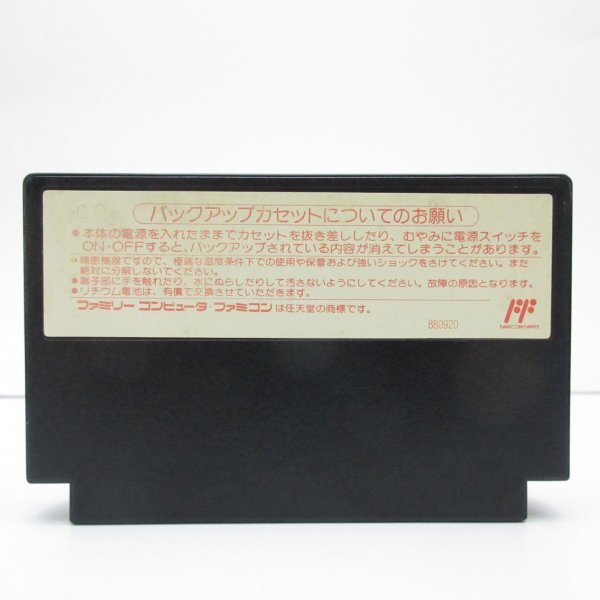 バックアップカセットについてのお願い
●本体の電源を入れたままでカセットを抜き差ししたり、むやみに電源スイッチを
ON・OFFすると、バックアップされている内容が消えてしまうことがあります。
●精密機器ですので、極端な温度条件下での使用や保管および強いショックをさけてください。また
絶対に分解しないでください。
●端子部に手を触れたり、水にぬらしたりして汚さないようにしてください。故障の原因となります。
●リチウム電池は、有償で交換させていただきます。
ファミリーコンピュータ・ファミコンは任天堂の商標です。
FAMICOM FAMILY
880920